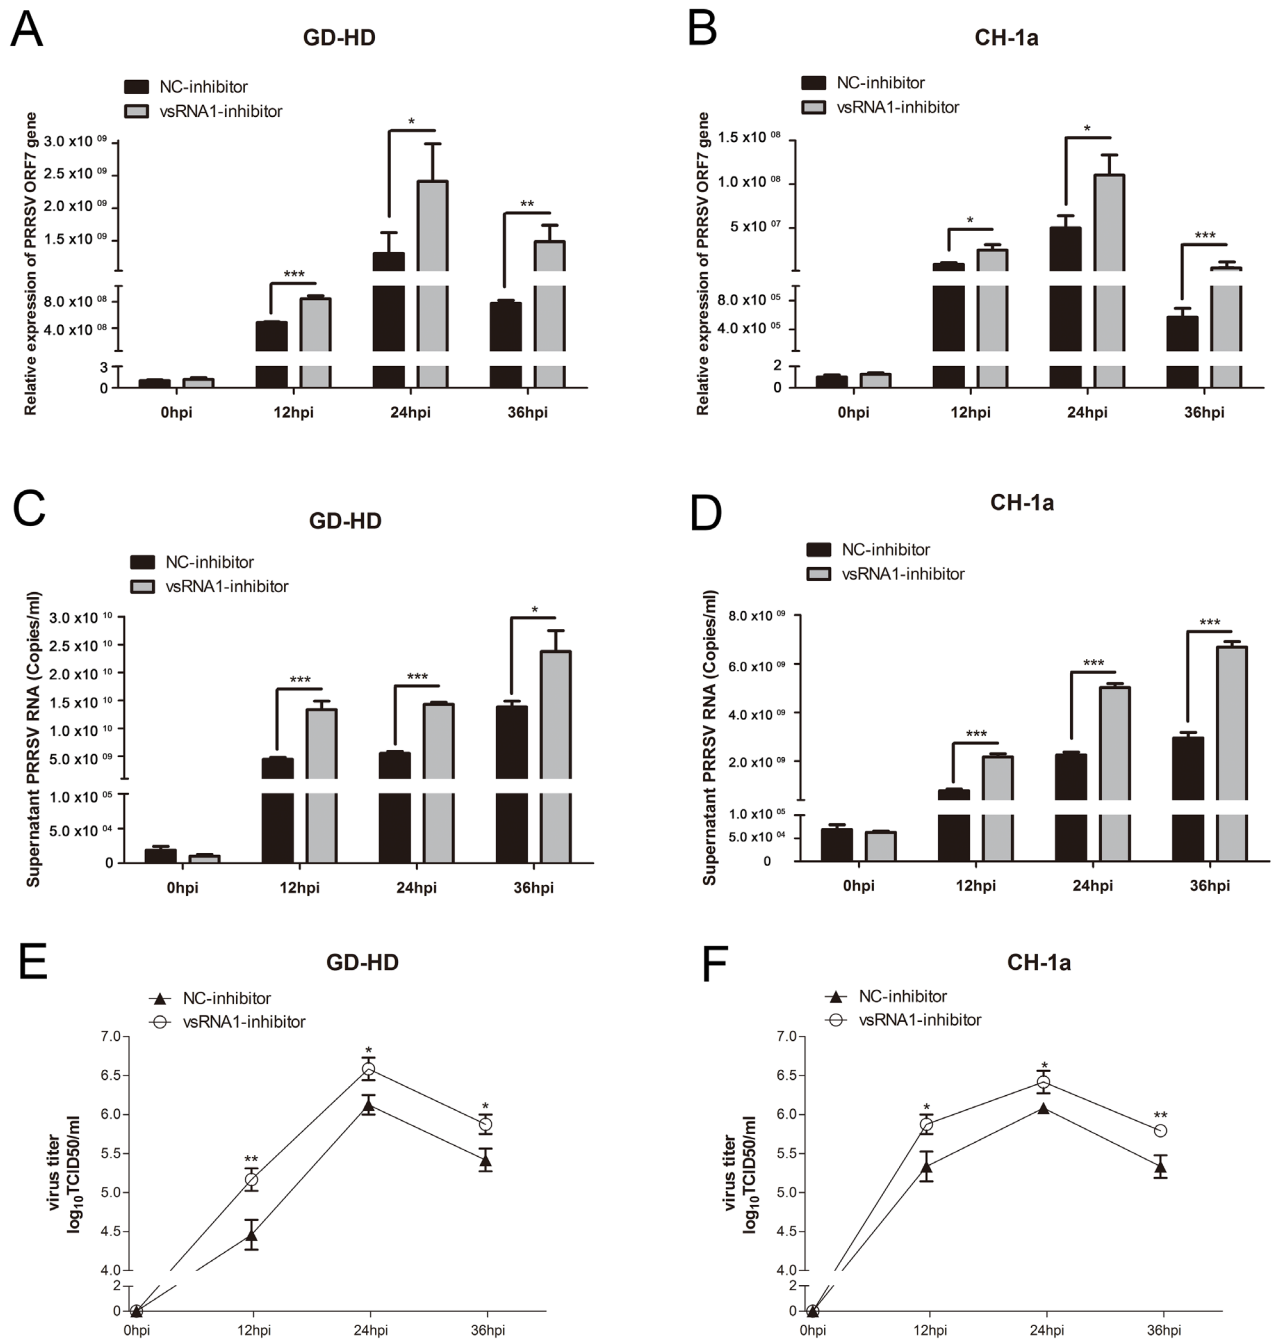 A
GD-HD
NC-inhibitor
vsRNA1-inhibitor
Relative expression of PRRSV ORF7 gene
3.0 x10 09
2.5 x10 09
2.0 x10 09
1.5 x10 09
8.0 x10 08
4.0 x10 08
3
0
***
*
**
0hpi 12hpi 24hpi 36hpi
B
CH-1a
NC-inhibitor
vsRNA1-inhibitor
Relative expression of PRRSV ORF7 gene
1.5 x10 08
1.0 x10 08
5 x10 07
8.0 x10 05
4.0 x10 05
2
0
*
*
***
0hpi 12hpi 24hpi 36hpi
C
GD-HD
NC-inhibitor
vsRNA1-inhibitor
Supernatant PRRSV RNA (Copies/ml)
3.0 x10 10
2.5 x10 10
2.0 x10 10
1.5 x10 10
1.0 x10 10
5.0 x10 09
1.0 x10 05
5.0 x10 04
0
***
***
*
0hpi 12hpi 24hpi 36hpi
D
CH-1a
NC-inhibitor
vsRNA1-inhibitor
Supernatant PRRSV RNA (Copies/ml)
8.0 x10 09
6.0 x10 09
4.0 x10 09
2.0 x10 09
1.0 x10 05
5.0x10 04
0
***
***
***
0hpi 12hpi 24hpi 36hpi
E
GD-HD
NC-inhibitor
vsRNA1-inhibitor
virus titer
log10TCID50/ml
7.0
6.5
6.0
5.5
5.0
4.5
4.0
2
0
**
*
*
0hpi 12hpi 24hpi 36hpi
F
CH-1a
NC-inhibitor
vsRNA1-inhibitor
virus titer
log10TCID50/ml
7.0
6.5
6.0
5.5
5.0
4.5
4.0
2
0
*
*
**
0hpi 12hpi 24hpi 36hpi